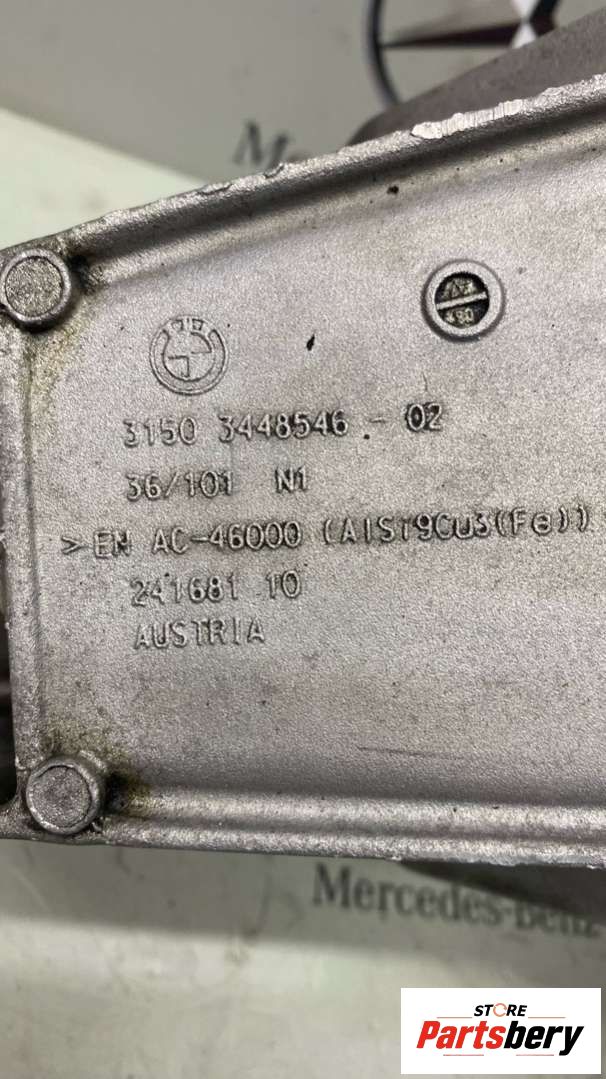 3150 3448546 - 02
36/101 N1
>EN AC-46000 (AlSi9Cu3(Fe))
241681 10
AUSTRIA
Mercedes-Benz
STORE
Partsbery